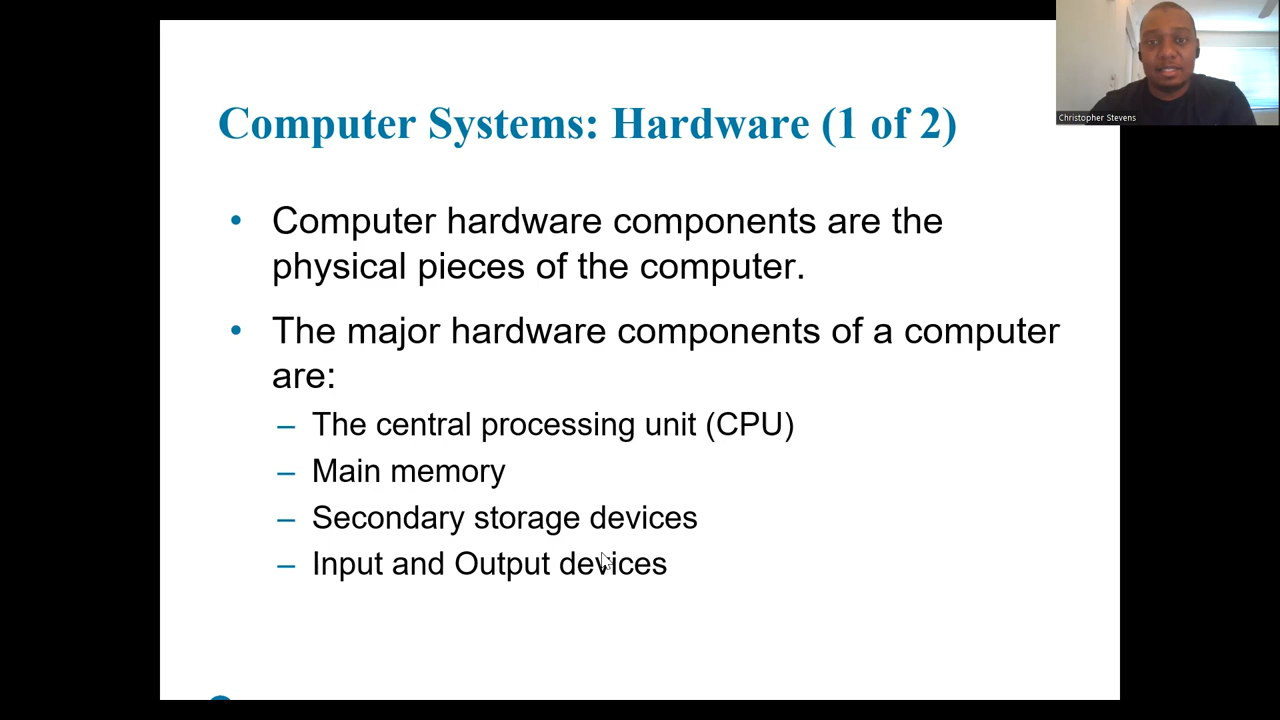 Computer Systems: Hardware (1 of 2)
Christopher Stevens
• Computer hardware components are the
physical pieces of the computer.
• The major hardware components of a computer
are:
– The central processing unit (CPU)
– Main memory
– Secondary storage devices
– Input and Output devices